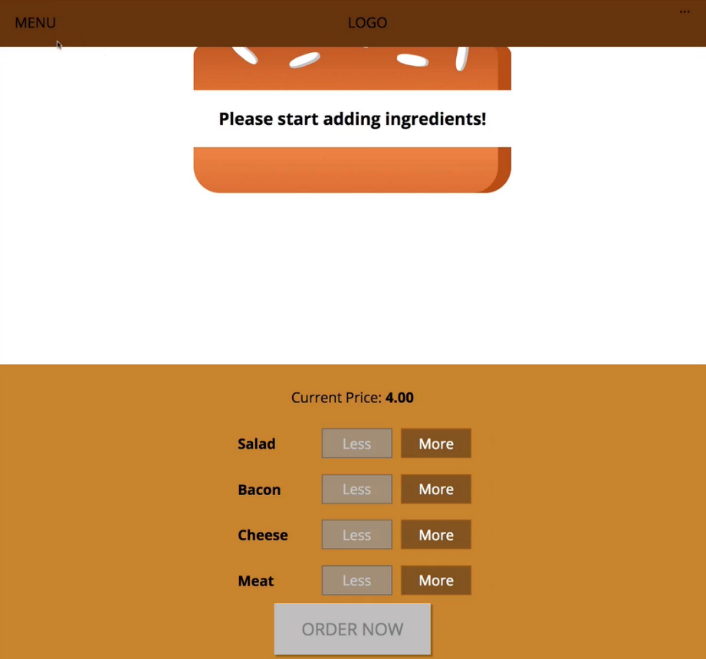 MENU LOGO ...
Please start adding ingredients!
Current Price: 4.00
Salad Less More
Bacon Less More
Cheese Less More
Meat Less More
ORDER NOW